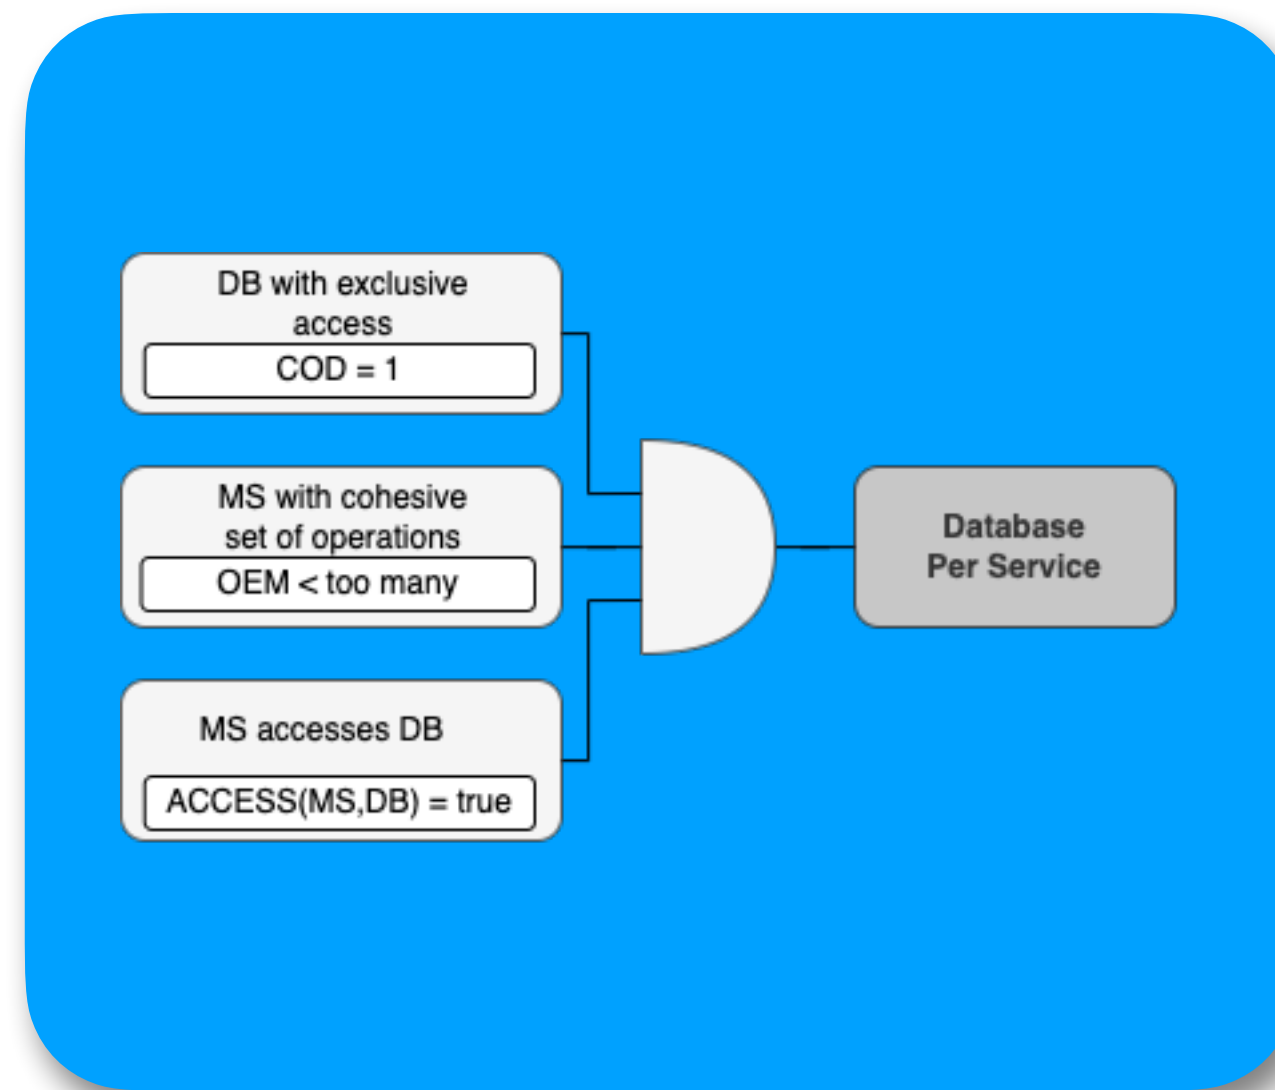 DB with exclusive
access
COD = 1
MS with cohesive
set of operations
OEM < too many
MS accesses DB
ACCESS(MS,DB) = true
Database
Per Service